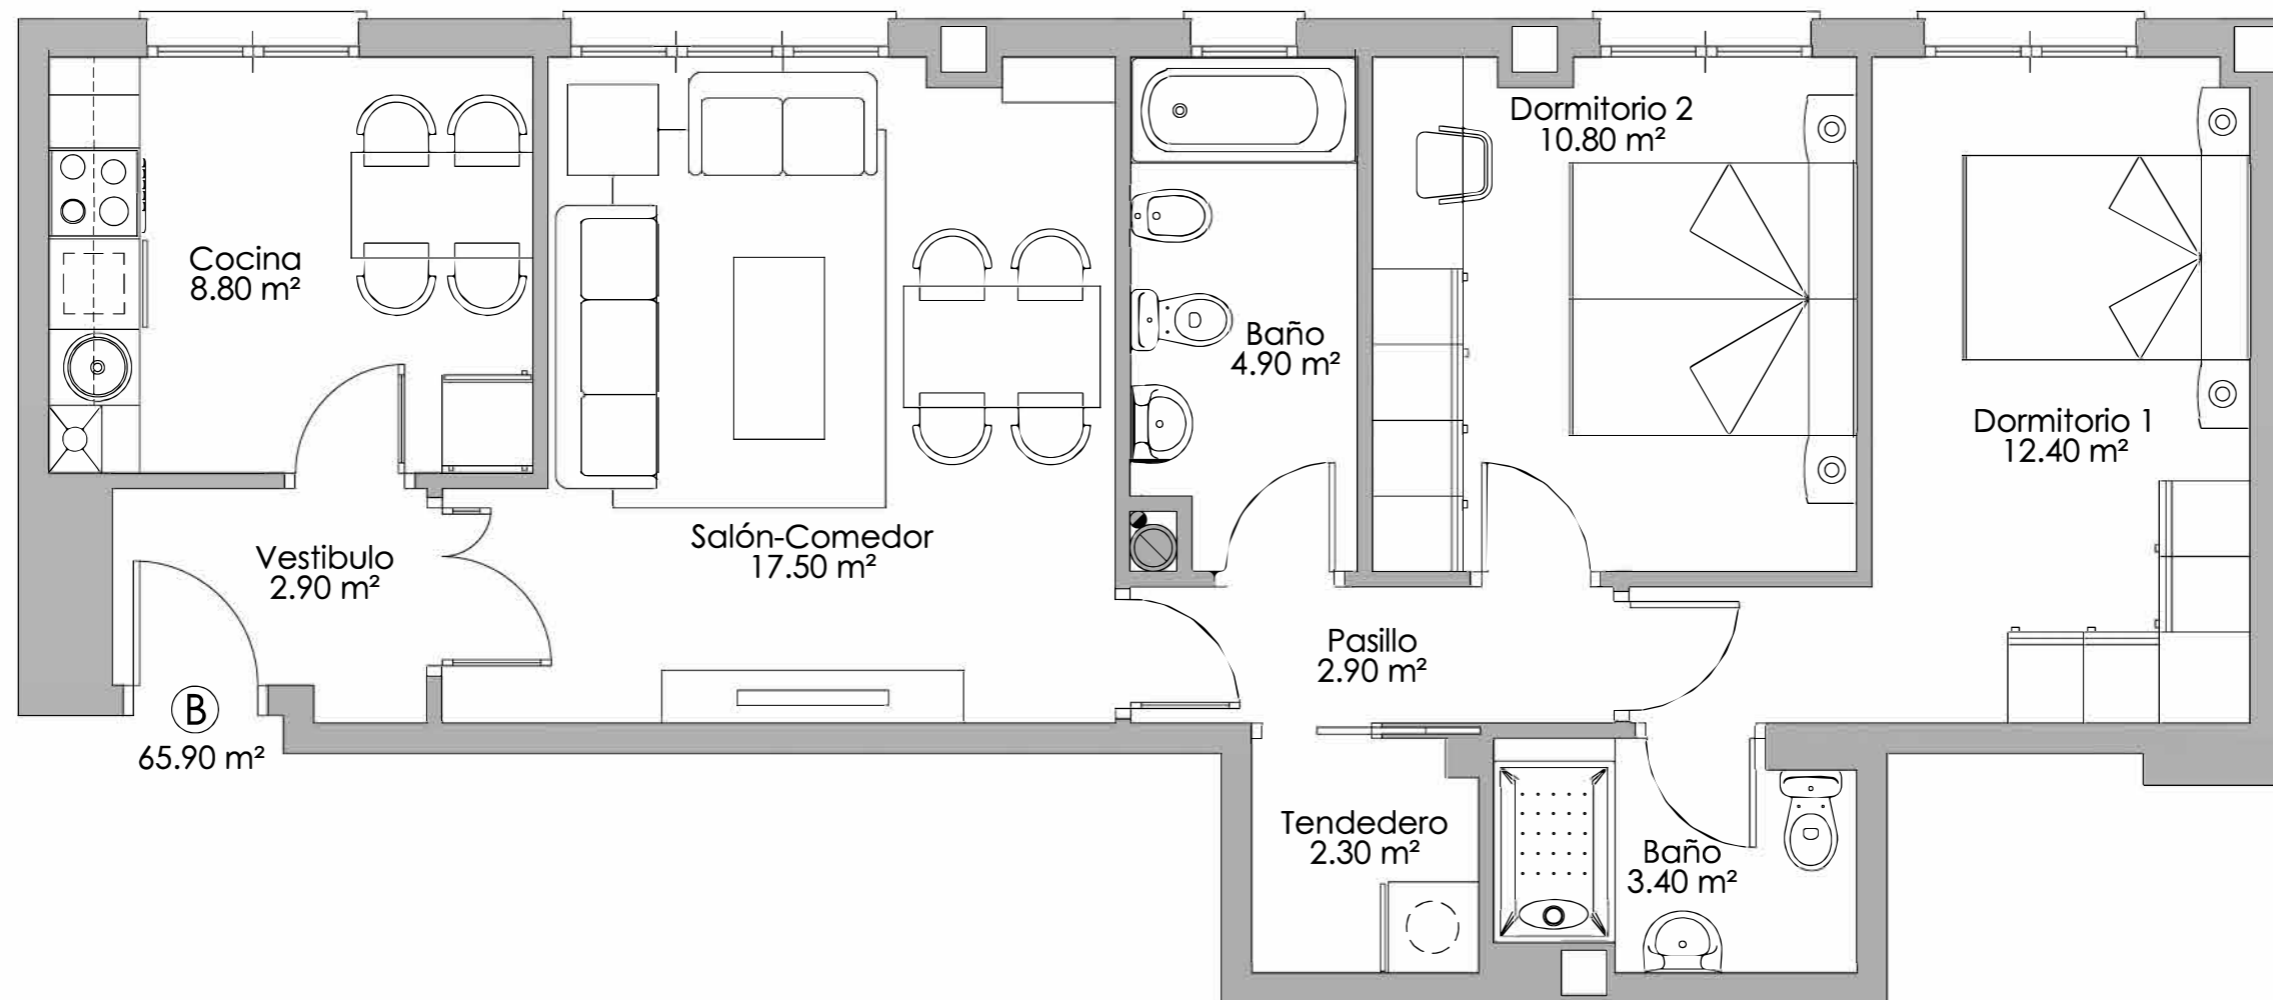 Cocina
8.80 m²
Vestibulo
2.90 m²
B
65.90 m²
Salón-Comedor
17.50 m²
Baño
4.90 m²
Dormitorio 2
10.80 m²
Dormitorio 1
12.40 m²
Pasillo
2.90 m²
Tendedero
2.30 m²
Baño
3.40 m²